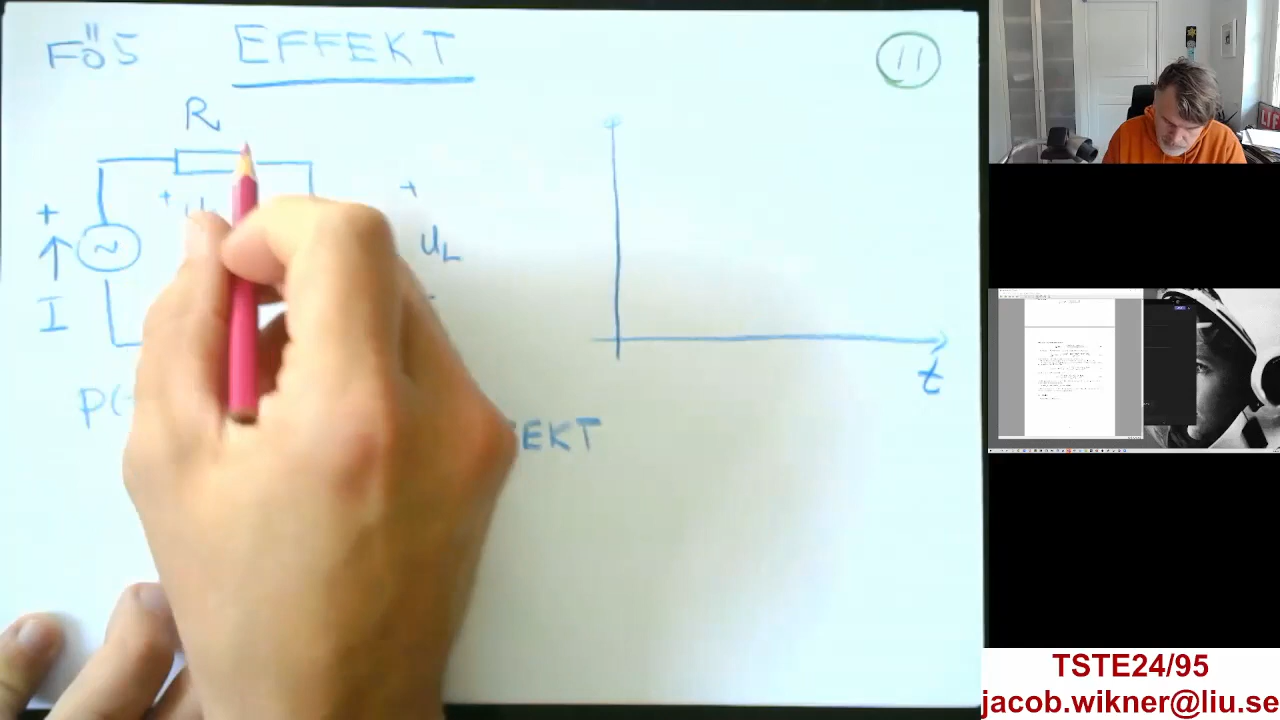 FÖ5 EFFEKT 11
R
+
+ u
+
u_L
-
I
t
p(
EKT
TSTE24/95
jacob.wikner@liu.se